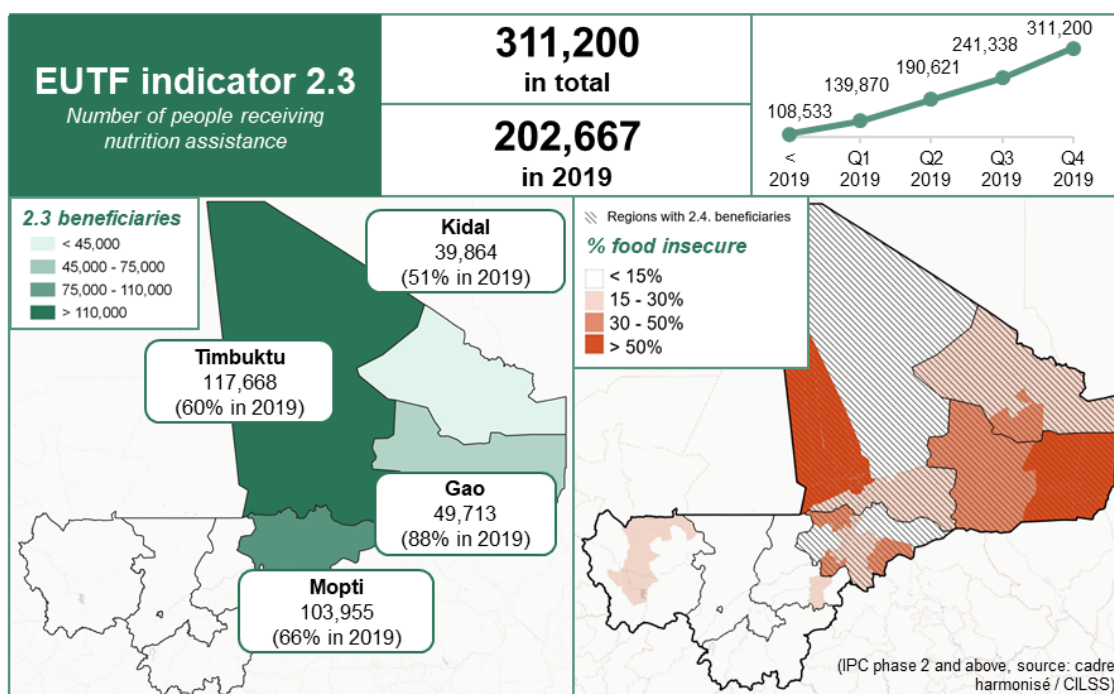 EUTF indicator 2.3
Number of people receiving
nutrition assistance
311,200
in total
202,667
in 2019
108,533
139,870
190,621
241,338
311,200
<
2019
Q1
2019
Q2
2019
Q3
2019
Q4
2019
2.3 beneficiaries
< 45,000
45,000 - 75,000
75,000 - 110,000
> 110,000
Kidal
39,864
(51% in 2019)
Timbuktu
117,668
(60% in 2019)
Gao
49,713
(88% in 2019)
Mopti
103,955
(66% in 2019)
Regions with 2.4. beneficiaries
% food insecure
< 15%
15 - 30%
30 - 50%
> 50%
(IPC phase 2 and above, source: cadre
harmonisé / CILSS)